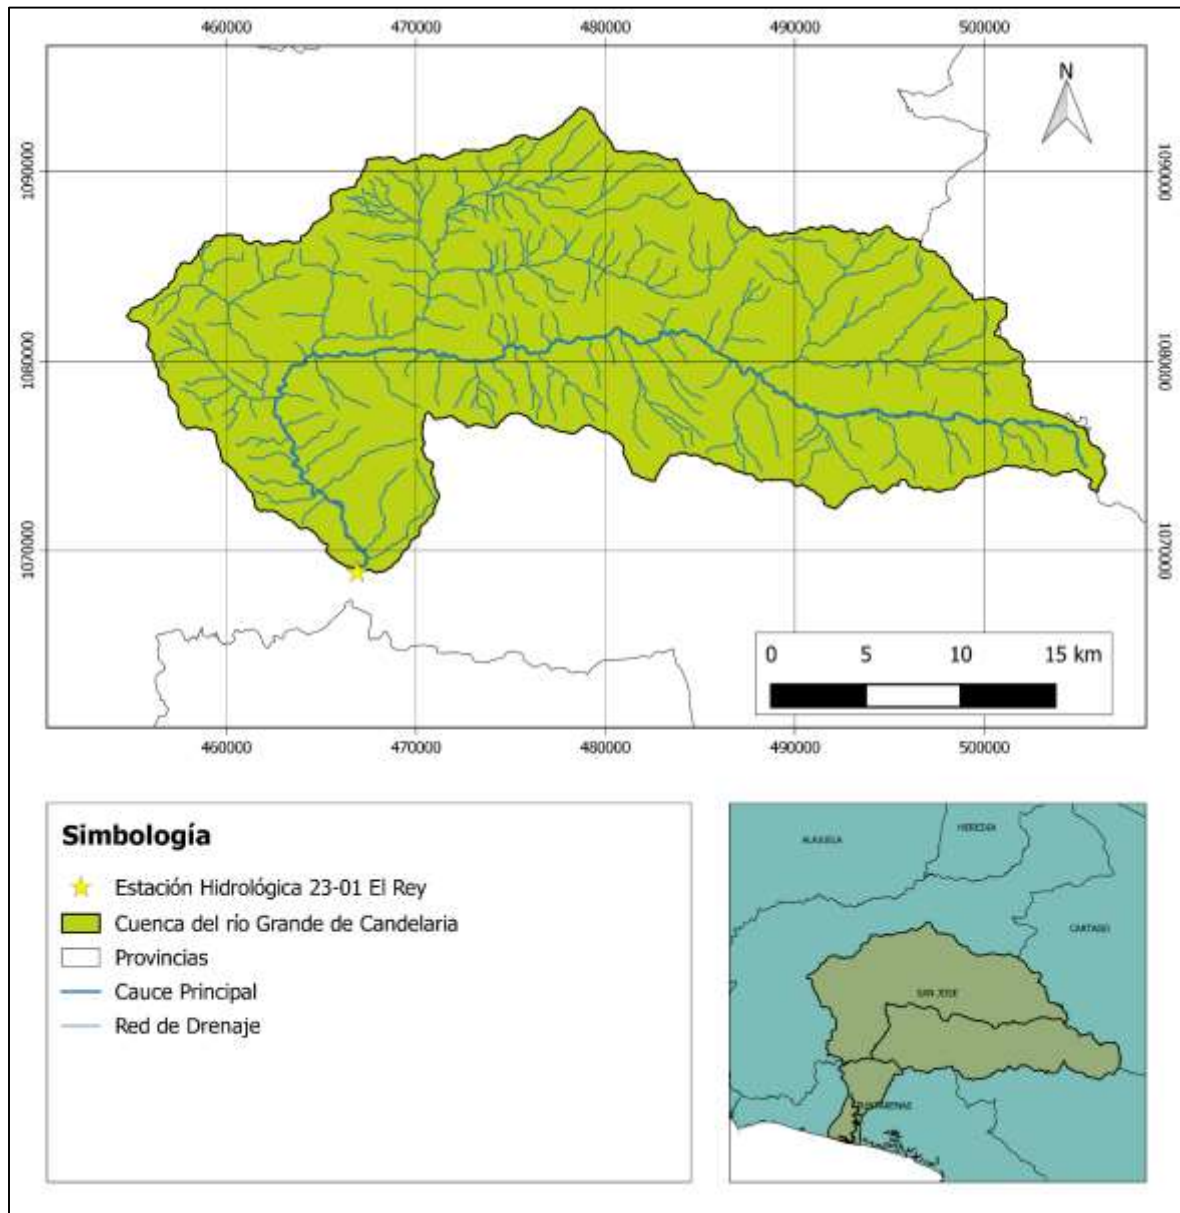 460000 470000 480000 490000 500000
N
1090000 1090000
1080000 1080000
1070000 1070000
0 5 10 15 km
460000 470000 480000 490000 500000
Simbología
Estación Hidrológica 23-01 El Rey
Cuenca del río Grande de Candelaria
Provincias
Cauce Principal
Red de Drenaje
ALAJUELA
HEREDIA
CARTAGO
SAN JOSE
PUNTARENAS